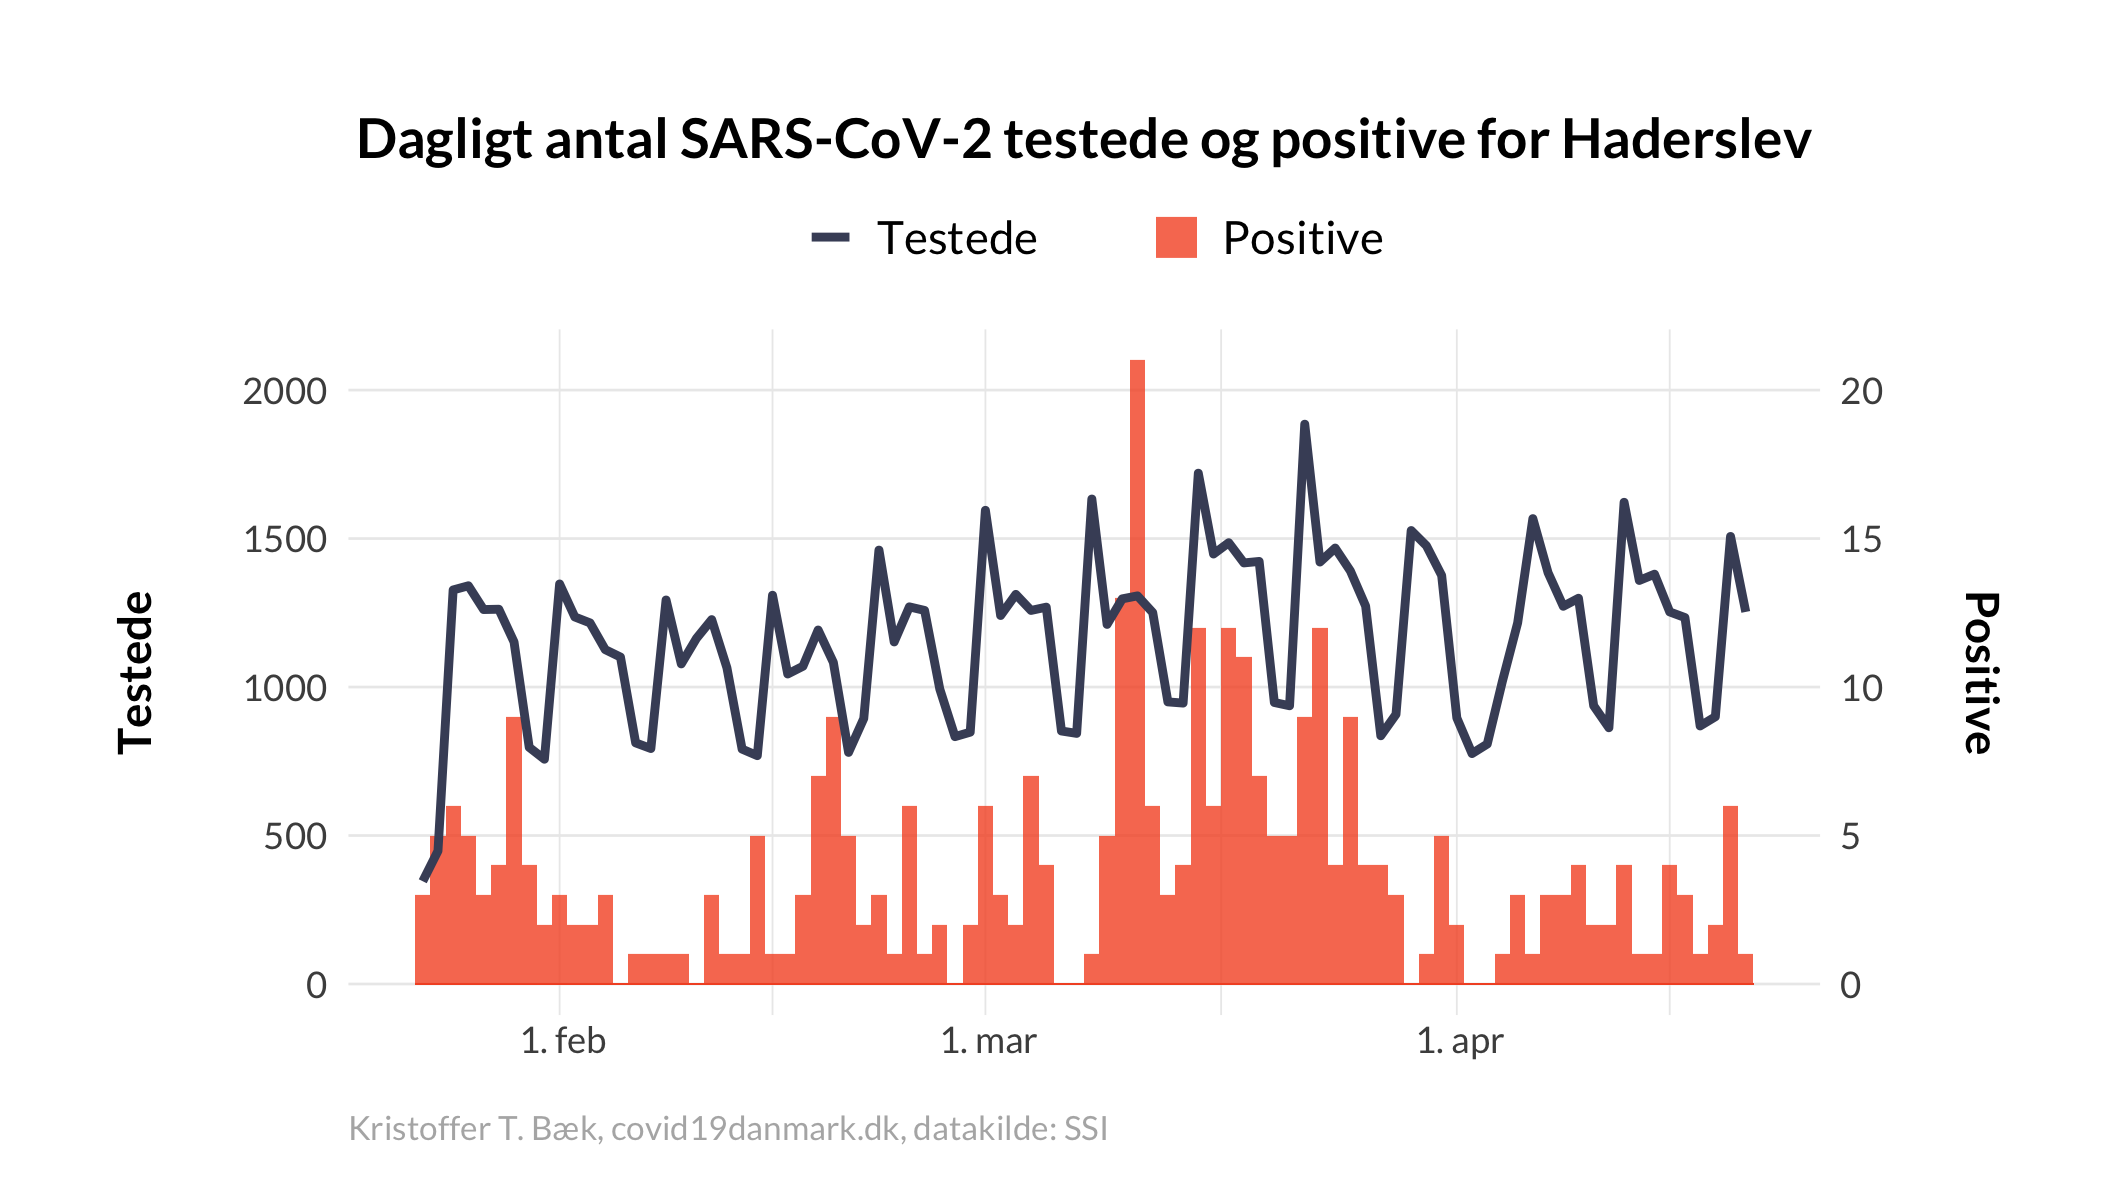 Dagligt antal SARS-CoV-2 testede og positive for Haderslev
Testede Positive
2000 20
1500 15
1000 10
500 5
0 0
Testede
Positive
1. feb 1. mar 1. apr
Kristoffer T. Bæk, covid19danmark.dk, datakilde: SSI